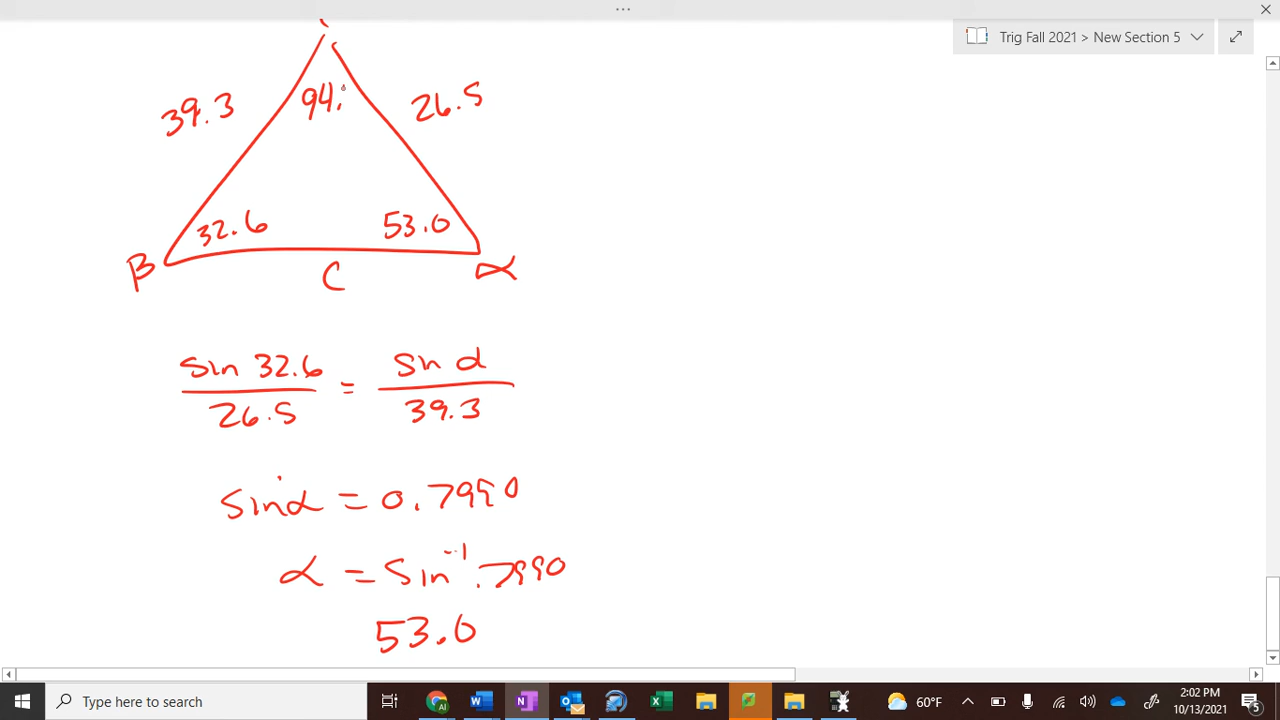 Trig Fall 2021 > New Section 5
39.3
94.
26.5
32.6
53.0
β
C
α
sin 32.6 / 26.5 = sin α / 39.3
sin α = 0.7990
α = sin⁻¹ .7990
53.0
Type here to search
60°F
2:02 PM
10/13/2021
5